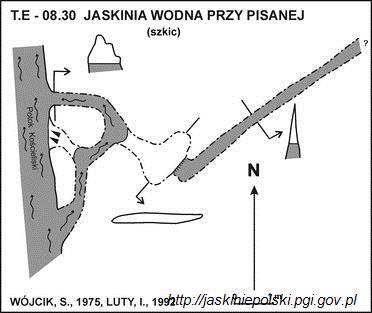 T.E - 08.30 JASKINIA WODNA PRZY PISANEJ
(szkic)
?
Potok Kościeliski
N
WÓJCIK, S., 1975, LUTY, I., 1992
http://jaskiniepolski.pgi.gov.pl